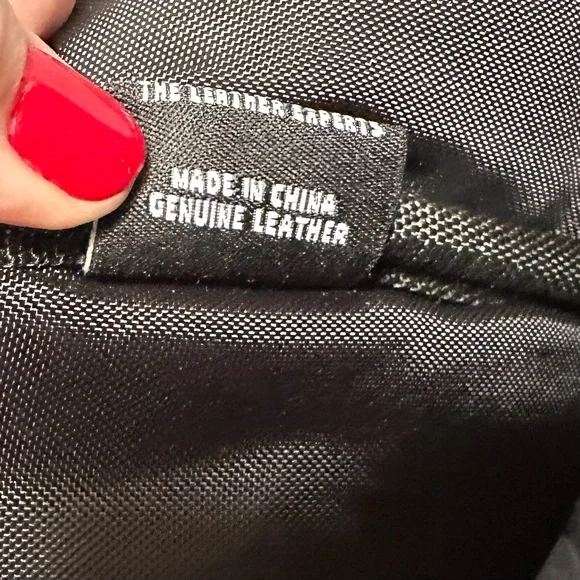 THE LEATHER EXPERTS
MADE IN CHINA
GENUINE LEATHER